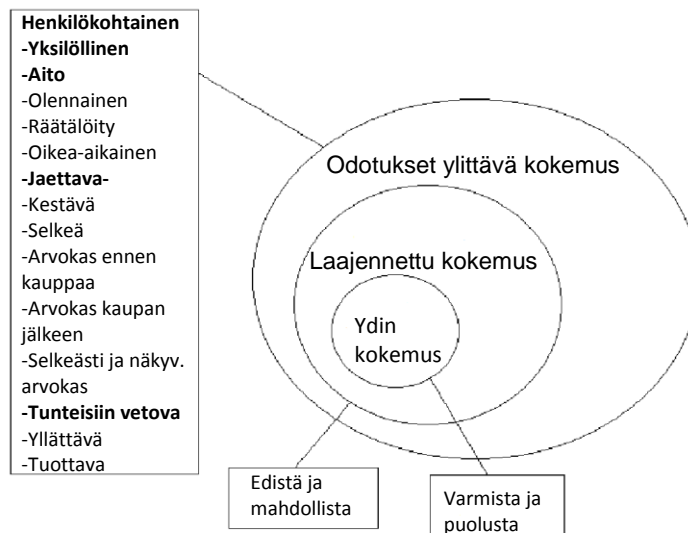 Henkilökohtainen
-Yksilöllinen
-Aito
-Olennainen
-Räätälöity
-Oikea-aikainen
-Jaettava-
-Kestävä
-Selkeä
-Arvokas ennen
kauppaa
-Arvokas kaupan
jälkeen
-Selkeästi ja näkyv.
arvokas
-Tunteisiin vetova
-Yllättävä
-Tuottava
Odotukset ylittävä kokemus
Laajennettu kokemus
Ydin
kokemus
Edistä ja
mahdollista
Varmista ja
puolusta